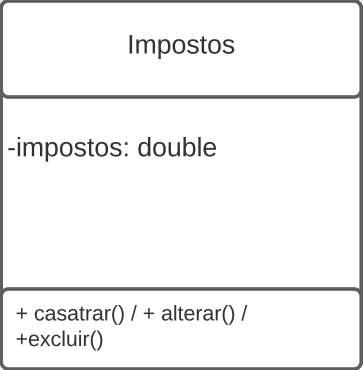 Impostos
-impostos: double
+ casatrar() / + alterar() /
+excluir()